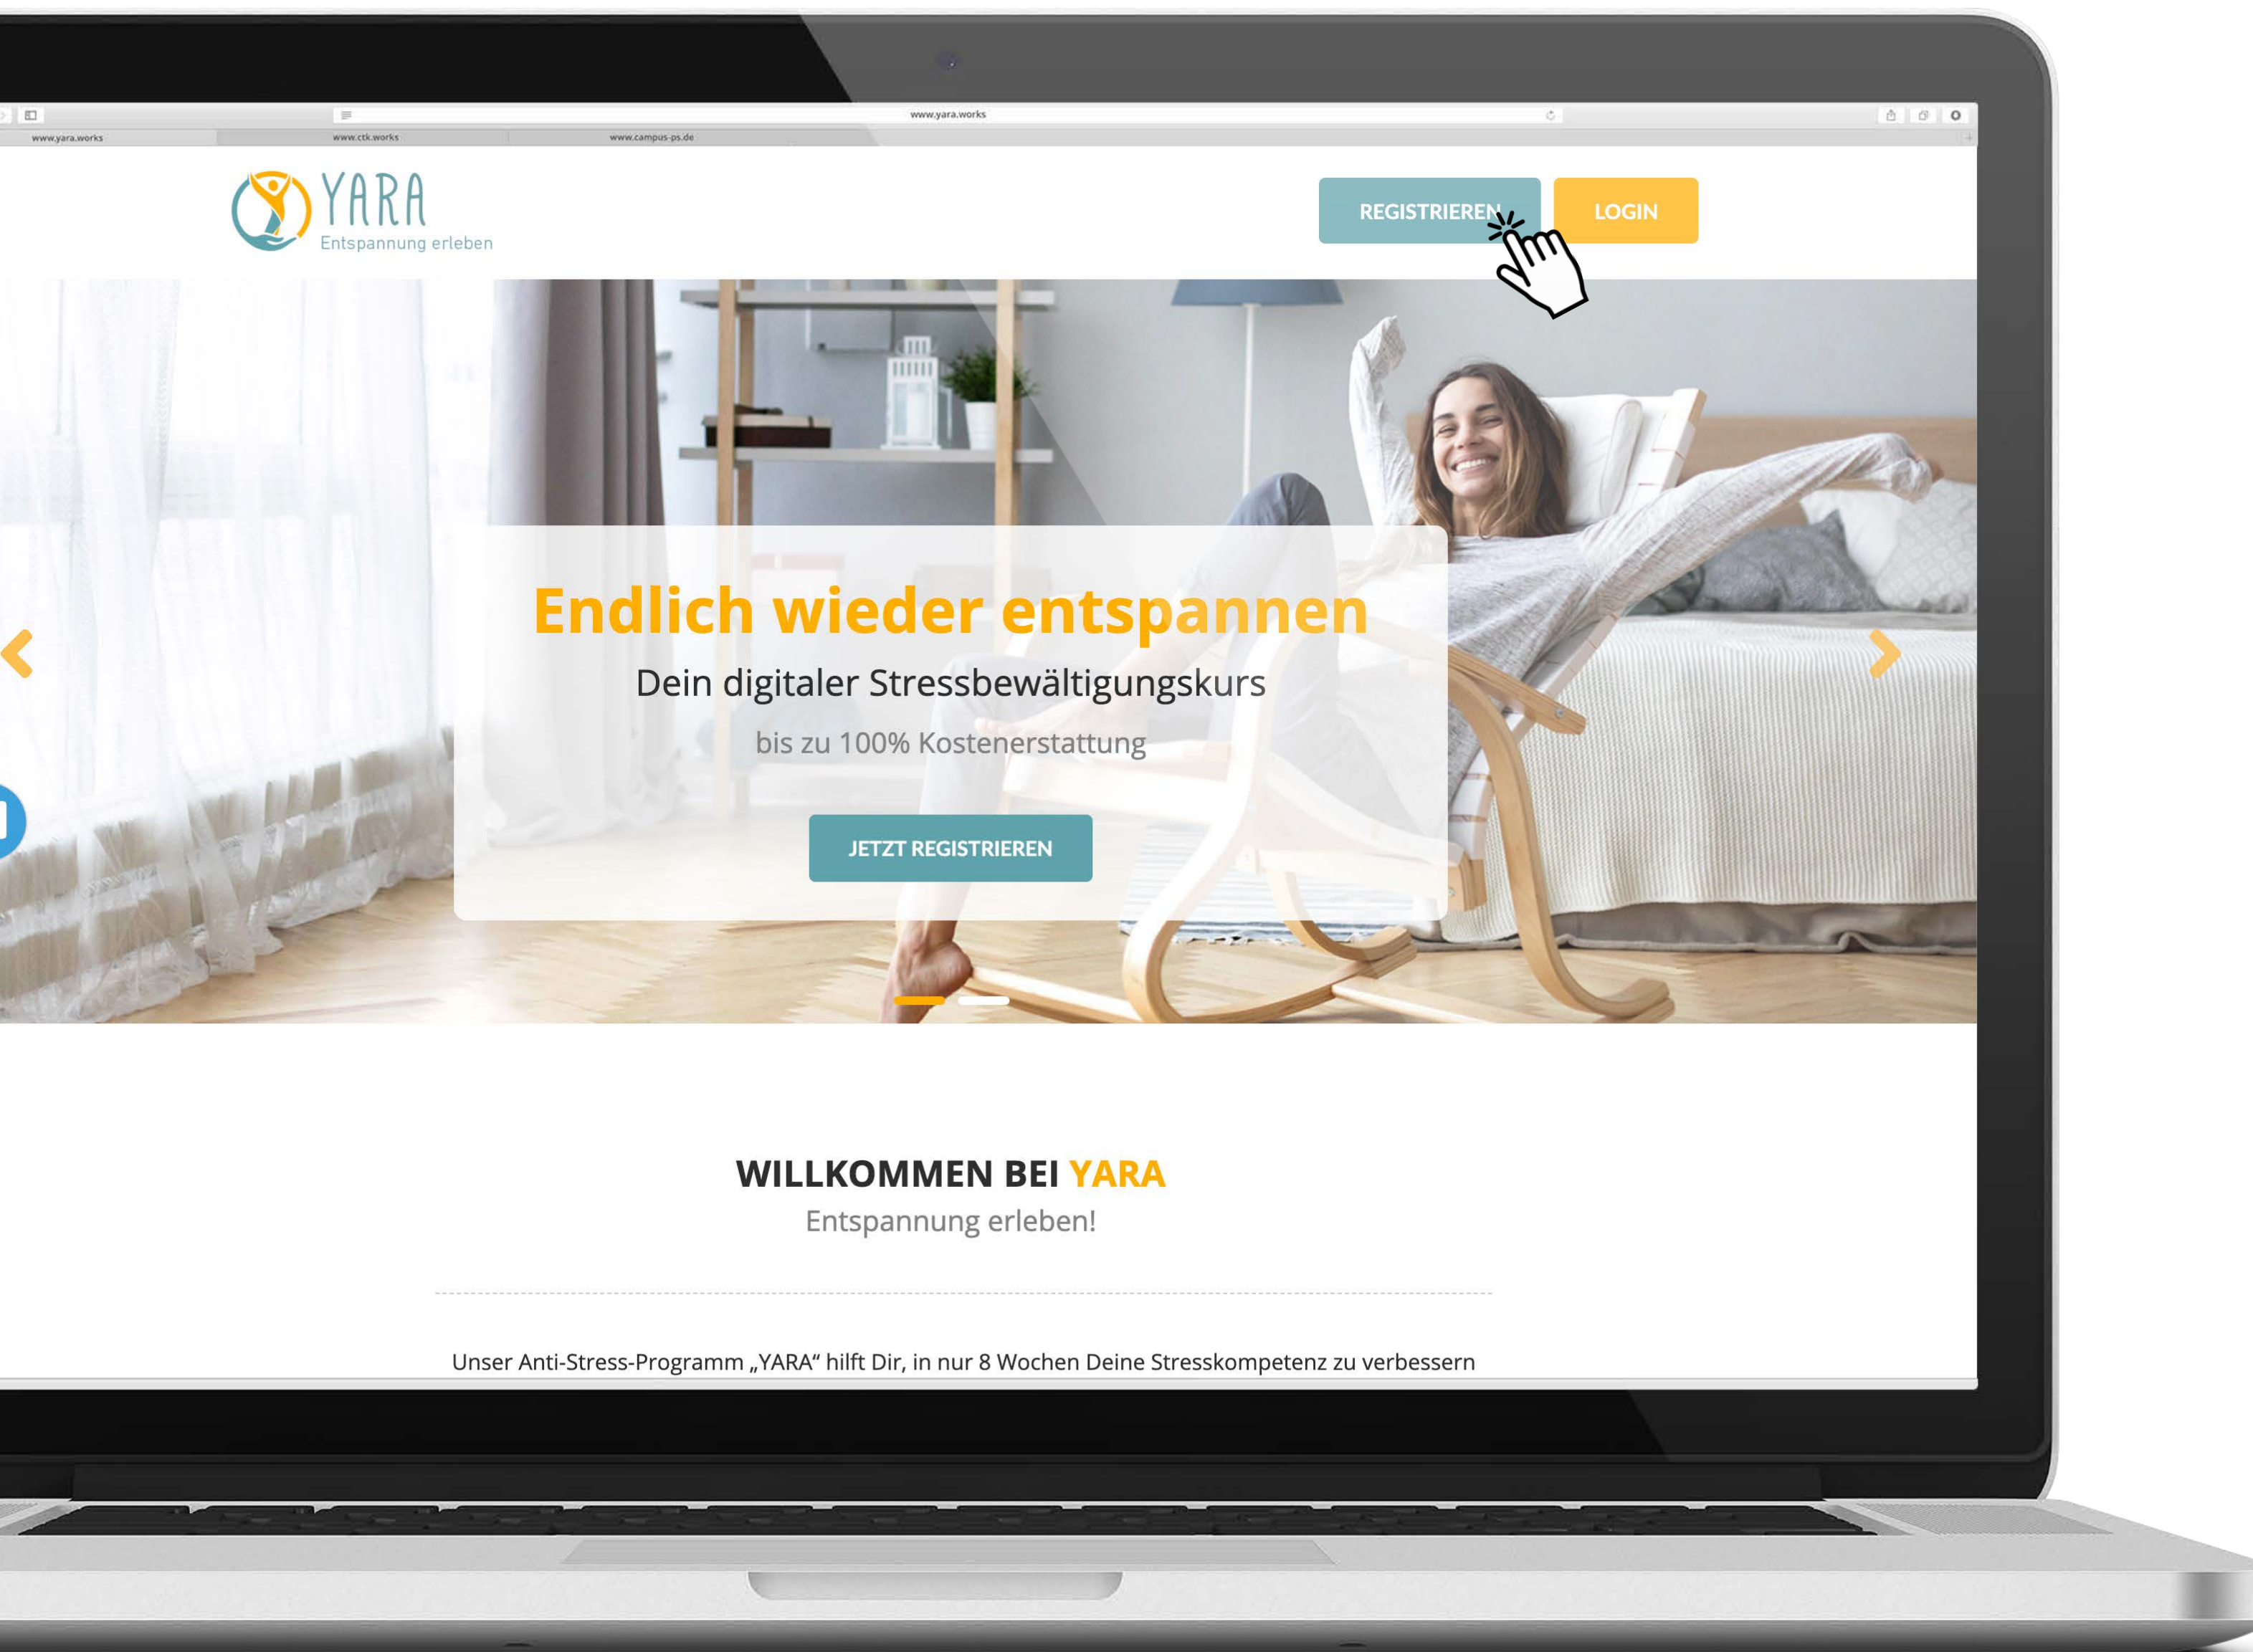 www.yara.works
www.yara.works
www.ctk.works
www.campus-ps.de
YARA
Entspannung erleben
REGISTRIEREN
LOGIN
Endlich wieder entspannen
Dein digitaler Stressbewältigungskurs
bis zu 100% Kostenerstattung
JETZT REGISTRIEREN
WILLKOMMEN BEI YARA
Entspannung erleben!
Unser Anti-Stress-Programm „YARA“ hilft Dir, in nur 8 Wochen Deine Stresskompetenz zu verbessern